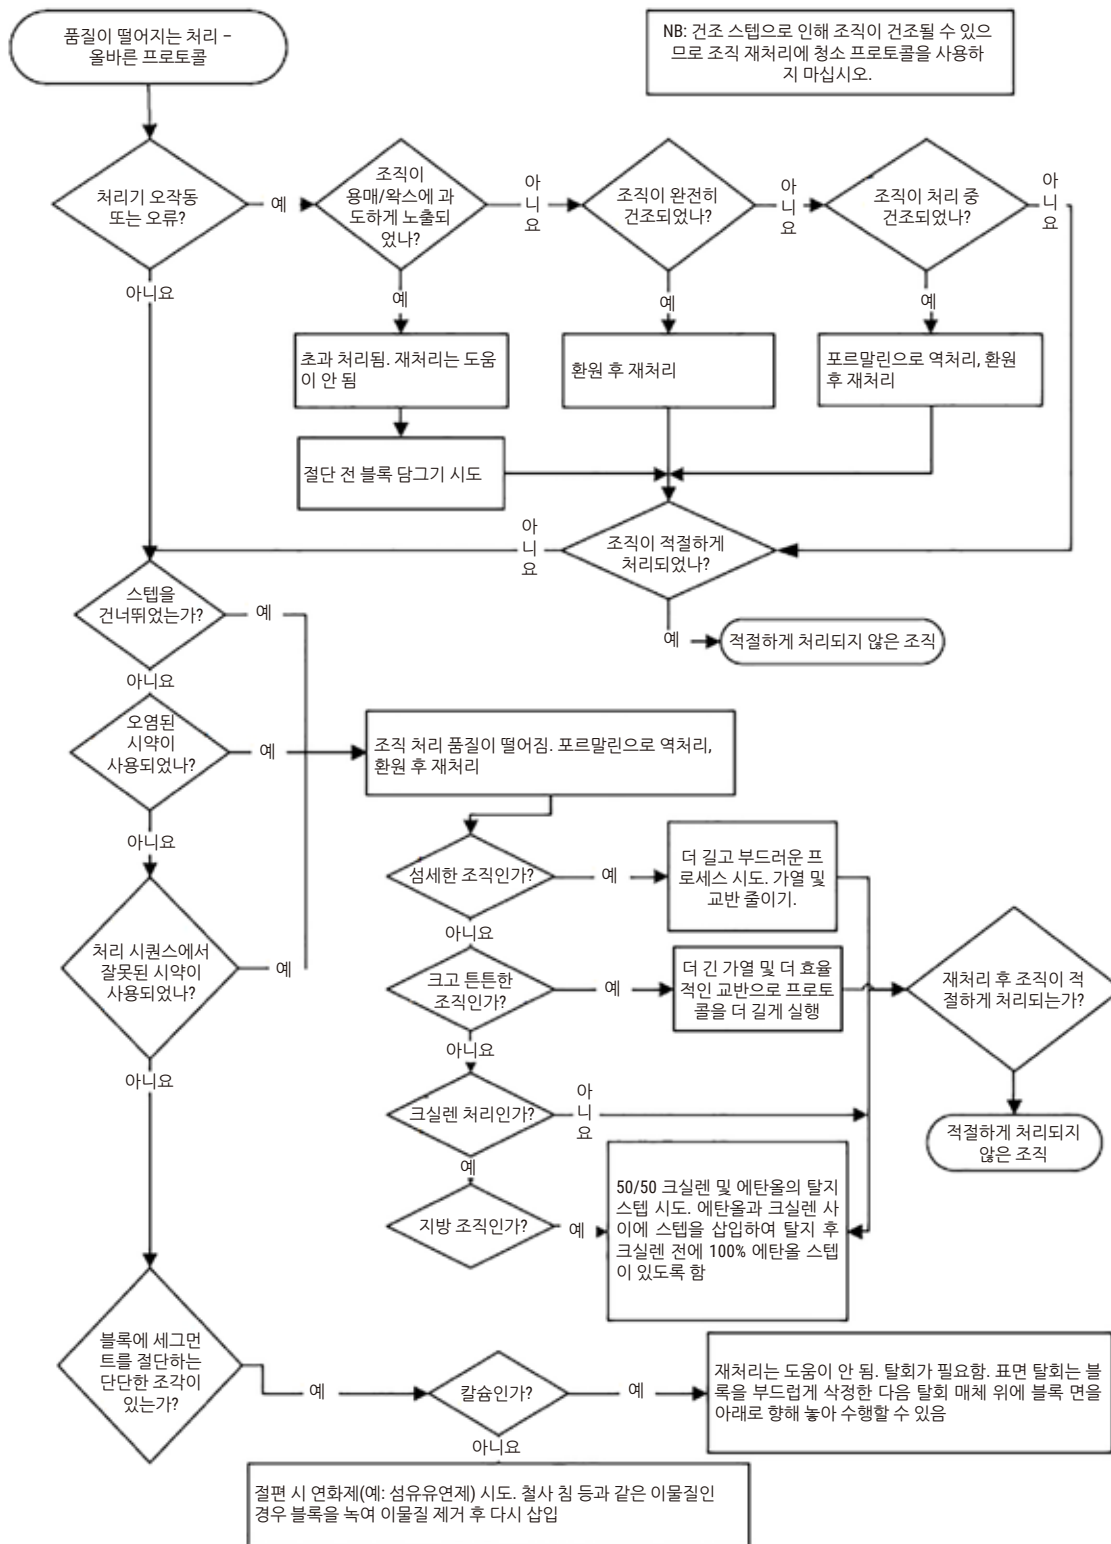 품질이 떨어지는 처리 –
올바른 프로토콜
NB: 건조 스텝으로 인해 조직이 건조될 수 있으
므로 조직 재처리에 청소 프로토콜을 사용하
지 마십시오.
처리기 오작동
또는 오류?
예
조직이
용매/왁스에 과
도하게 노출되
었나?
아
니
요
조직이 완전히
건조되었나?
아
니
요
조직이 처리 중
건조되었나?
아
니
요
아니요
예
예
예
초과 처리됨. 재처리는 도움
이 안 됨
환원 후 재처리
포르말린으로 역처리, 환원
후 재처리
절단 전 블록 담그기 시도
아
니
요
조직이 적절하게
처리되었나?
스텝을
건너뛰었는가?
예
예
적절하게 처리되지 않은 조직
아니요
오염된
시약이
사용되었나?
예
조직 처리 품질이 떨어짐. 포르말린으로 역처리,
환원 후 재처리
아니요
섬세한 조직인가?
예
더 길고 부드러운 프
로세스 시도. 가열 및
교반 줄이기.
처리 시퀀스에서
잘못된 시약이
사용되었나?
예
아니요
크고 튼튼한
조직인가?
예
더 긴 가열 및 더 효율
적인 교반으로 프로토
콜을 더 길게 실행
재처리 후 조직이 적
절하게 처리되는가?
아니요
아니요
크실렌 처리인가?
아
니
요
적절하게 처리되지
않은 조직
예
지방 조직인가?
예
50/50 크실렌 및 에탄올의 탈지
스텝 시도. 에탄올과 크실렌 사
이에 스텝을 삽입하여 탈지 후
크실렌 전에 100% 에탄올 스텝
이 있도록 함
블록에 세그먼
트를 절단하는
단단한 조각이
있는가?
예
칼슘인가?
예
재처리는 도움이 안 됨. 탈회가 필요함. 표면 탈회는 블
록을 부드럽게 삭정한 다음 탈회 매체 위에 블록 면을
아래로 향해 놓아 수행할 수 있음
아니요
절편 시 연화제(예: 섬유유연제) 시도. 철사 침 등과 같은 이물질인
경우 블록을 녹여 이물질 제거 후 다시 삽입